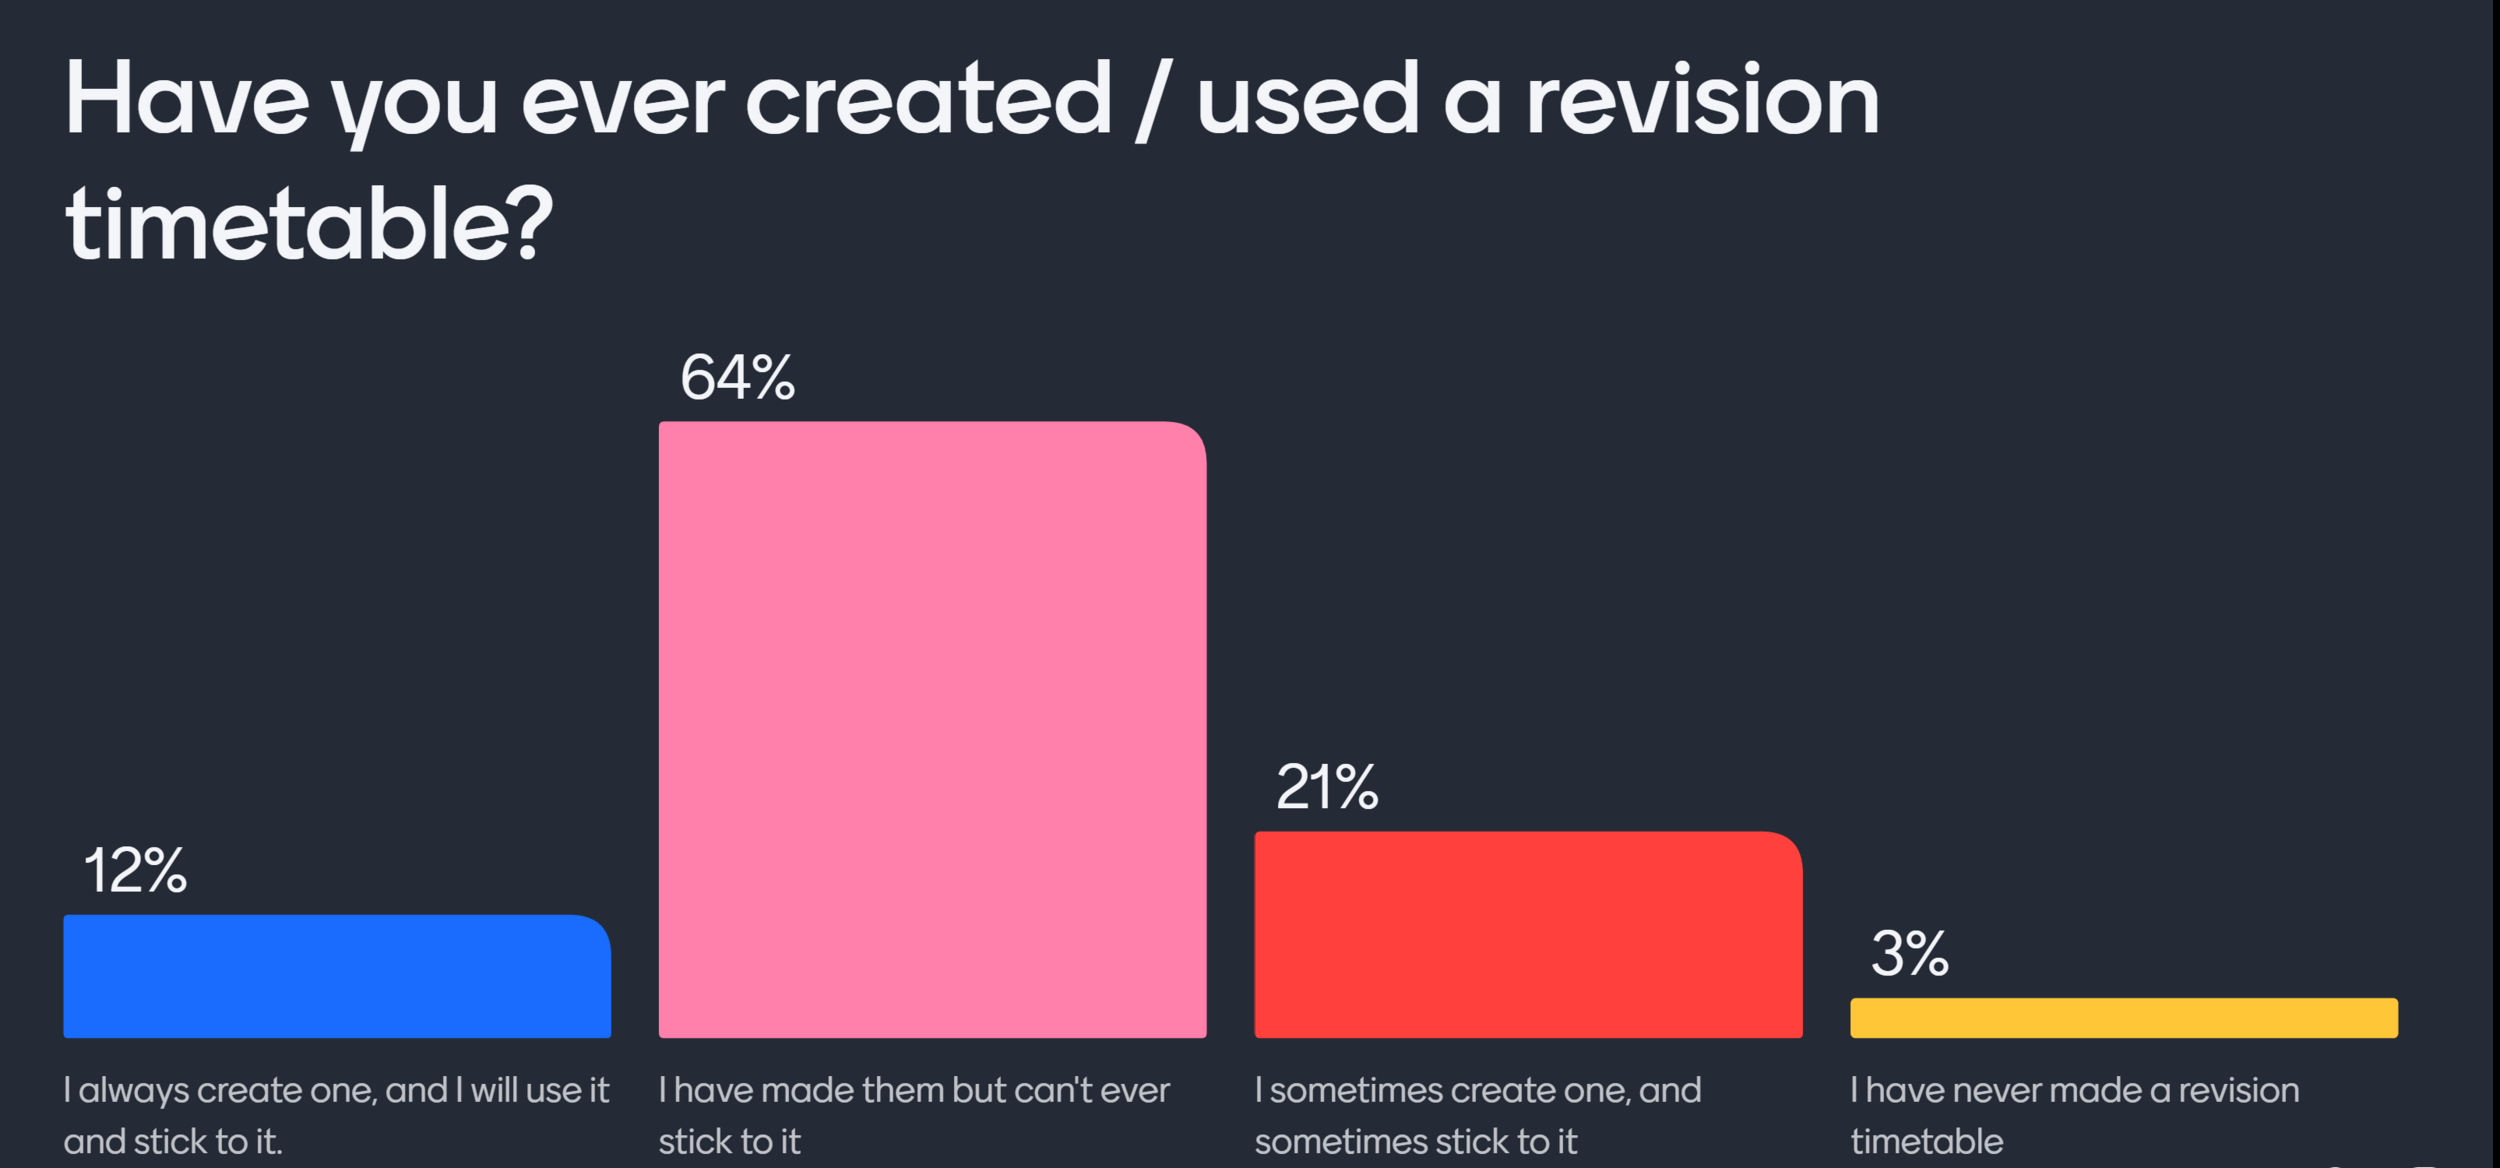 Have you ever created / used a revision
timetable?
64%
21%
12%
3%
I always create one, and I will use it
and stick to it.
I have made them but can't ever
stick to it
I sometimes create one, and
sometimes stick to it
I have never made a revision
timetable